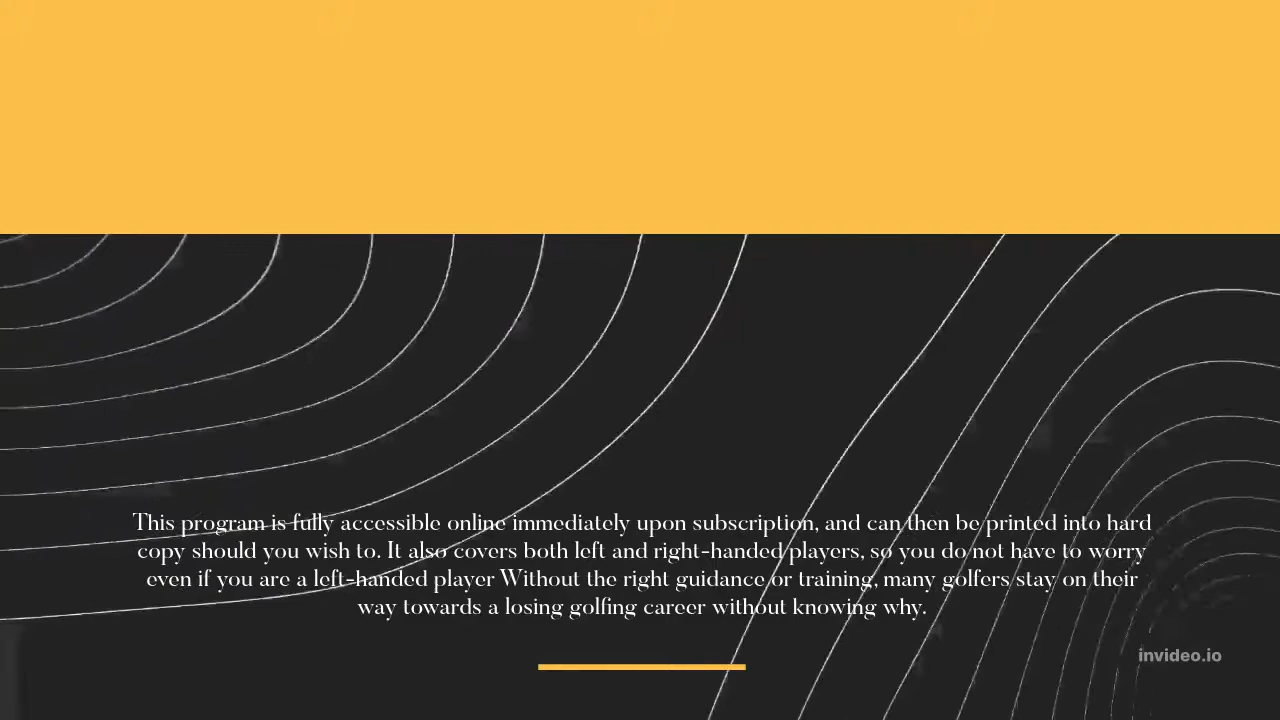 This program is fully accessible online immediately upon subscription, and can then be printed into hard
copy should you wish to. It also covers both left and right-handed players, so you do not have to worry
even if you are a left-handed player Without the right guidance or training, many golfers stay on their
way towards a losing golfing career without knowing why.
invideo.io